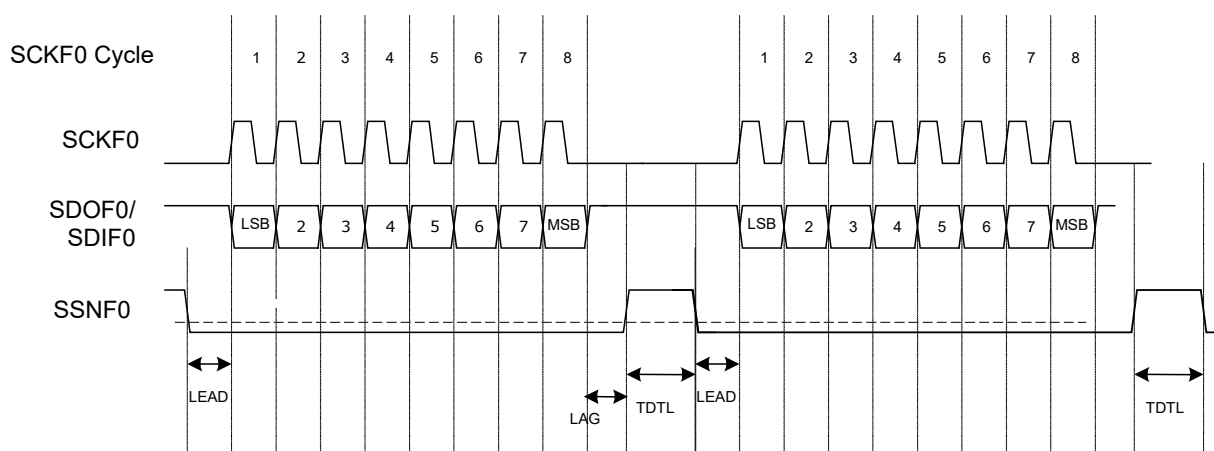 SCKF0 Cycle 1 2 3 4 5 6 7 8 1 2 3 4 5 6 7 8
SCKF0
SDOF0/
SDIF0
LSB 2 3 4 5 6 7 MSB LSB 2 3 4 5 6 7 MSB
SSNF0
LEAD LAG TDTL LEAD TDTL